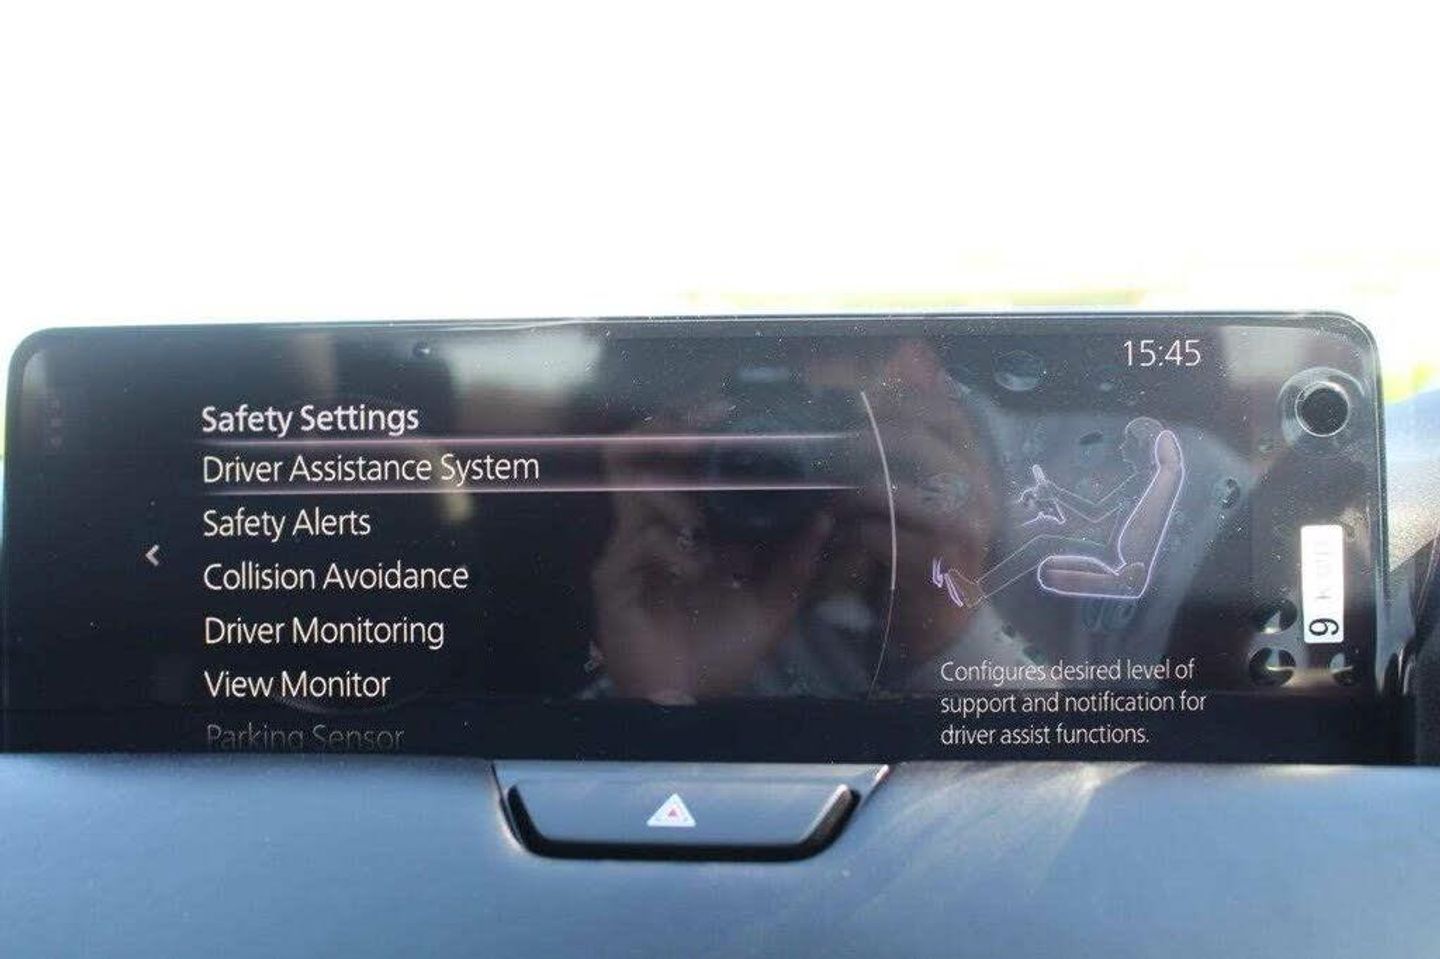 15:45
Safety Settings
Driver Assistance System
Safety Alerts
Collision Avoidance
Driver Monitoring
View Monitor
Parking Sensor
Configures desired level of
support and notification for
driver assist functions.
9